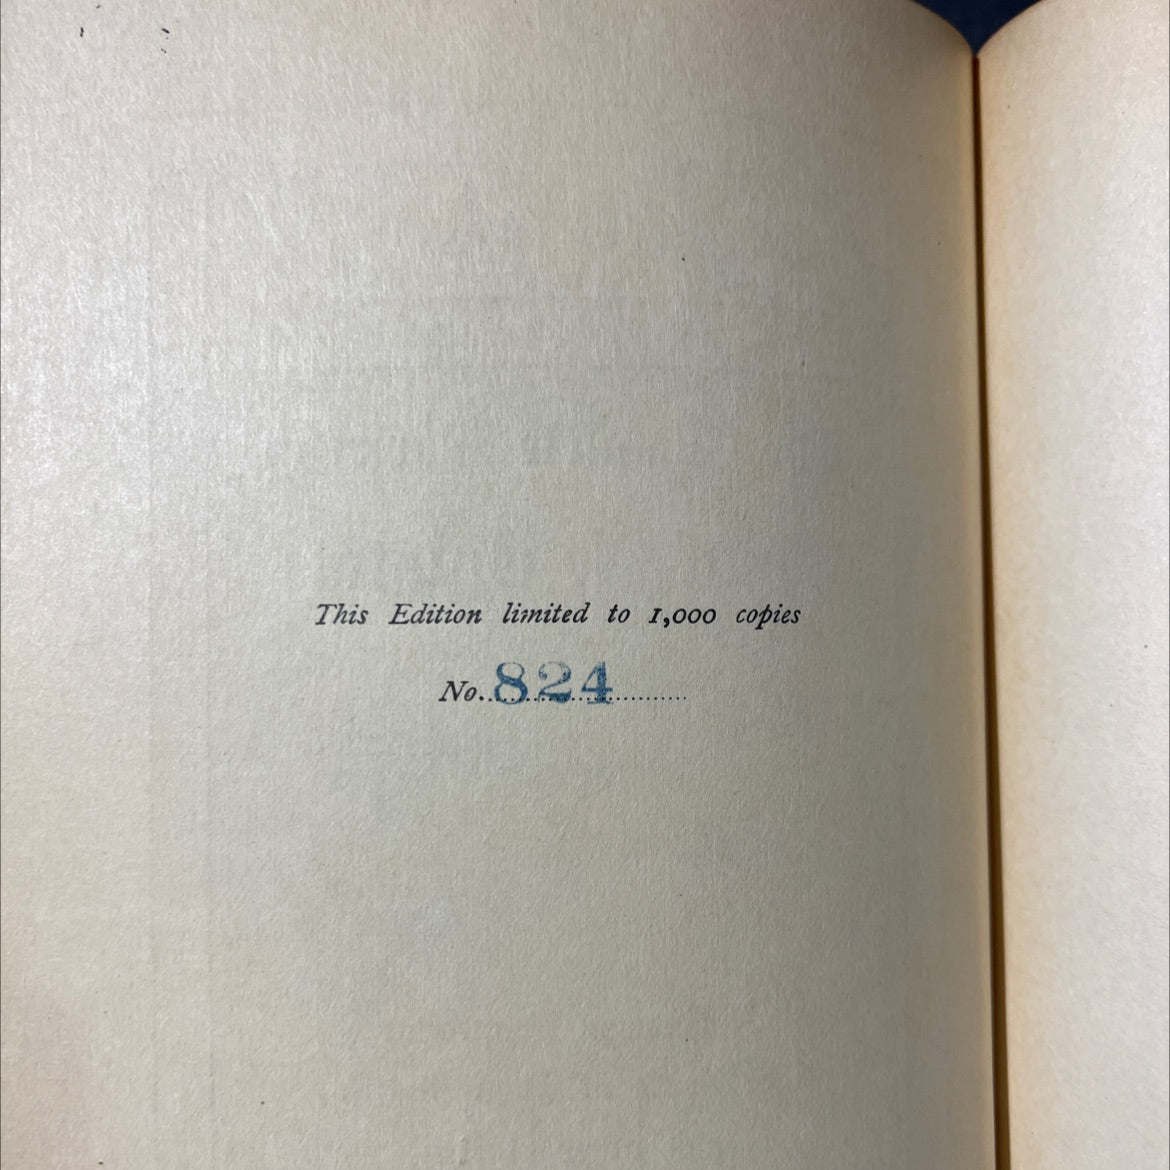 This Edition limited to 1,000 copies
No. 824